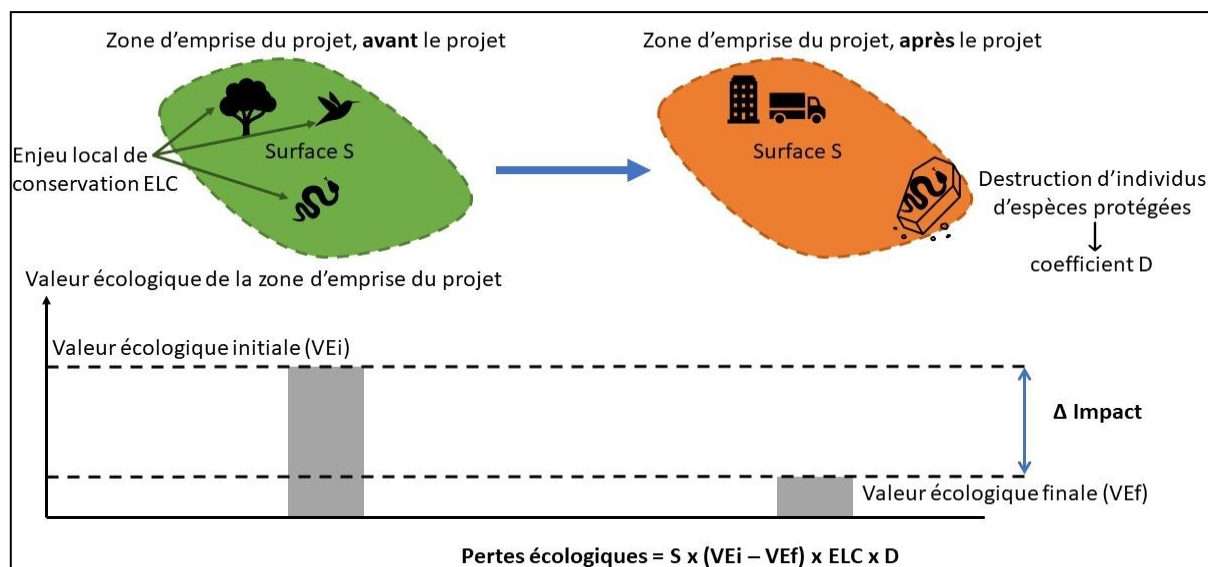 Zone d’emprise du projet, avant le projet
Zone d’emprise du projet, après le projet
Enjeu local de
conservation ELC
Surface S
Surface S
Destruction d’individus
d’espèces protégées
coefficient D
Valeur écologique de la zone d’emprise du projet
Valeur écologique initiale (VEi)
Δ Impact
Valeur écologique finale (VEf)
Pertes écologiques = S x (VEi – VEf) x ELC x D